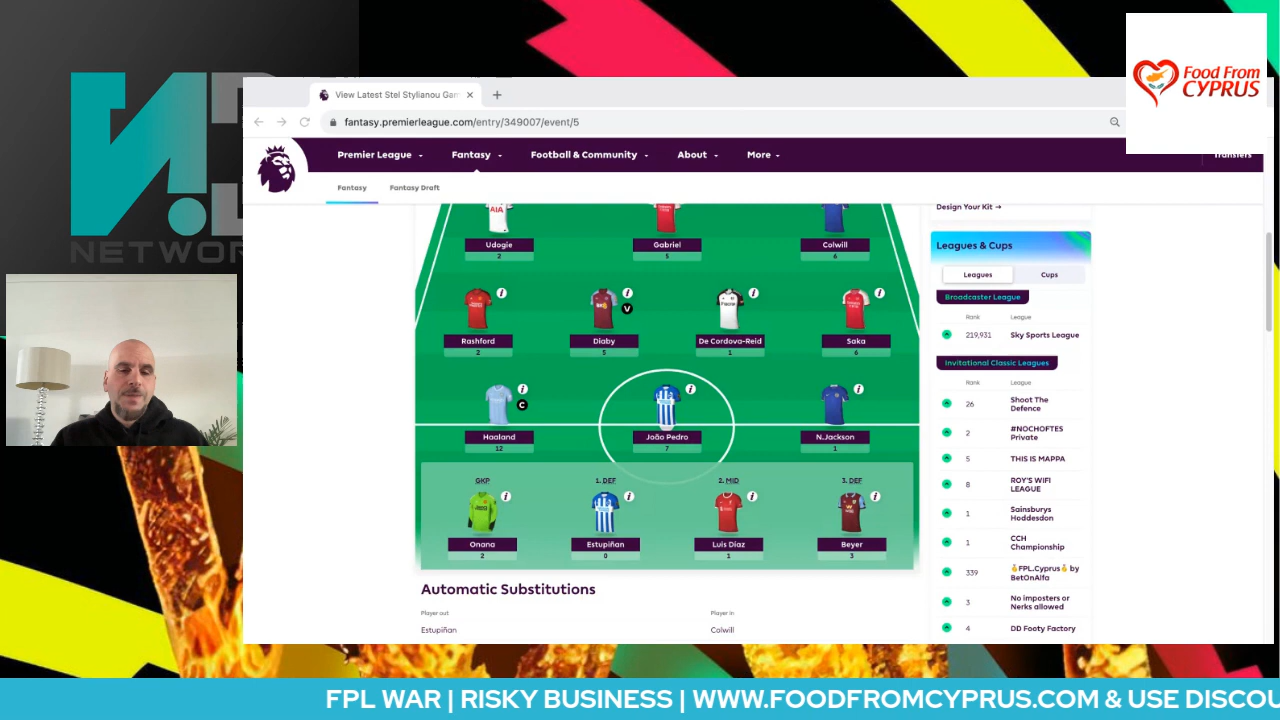 Food From
CYPRUS
View Latest Stel Stylianou Gam
fantasy.premierleague.com/entry/349007/event/5
Premier League
Fantasy
Football & Community
About
More
Transfers
Fantasy
Fantasy Draft
NETWOR
AIA
Udogie
2
Gabriel
5
Colwill
6
Design Your Kit →
Leagues & Cups
Leagues
Cups
Broadcaster League
Rank
League
219,931
Sky Sports League
Invitational Classic Leagues
Rank
League
26
Shoot The
Defence
2
#NOCHOFTES
Private
5
THIS IS MAPPA
8
ROY'S WIFI
LEAGUE
1
Sainsburys
Hoddesdon
1
CCH
Championship
339
🏅FPL.Cyprus🏅 by
BetOnAlfa
3
No imposters or
Nerks allowed
4
DD Footy Factory
V
Rashford
2
Diaby
5
De Cordova-Reid
1
Saka
6
C
Haaland
12
João Pedro
7
N.Jackson
1
GKP
1. DEF
2. MID
3. DEF
Onana
2
Estupiñan
0
Luis Díaz
1
Beyer
3
Automatic Substitutions
Player out
Player in
Estupiñan
Colwill
FPL WAR | RISKY BUSINESS | WWW.FOODFROMCYPRUS.COM & USE DISCOU